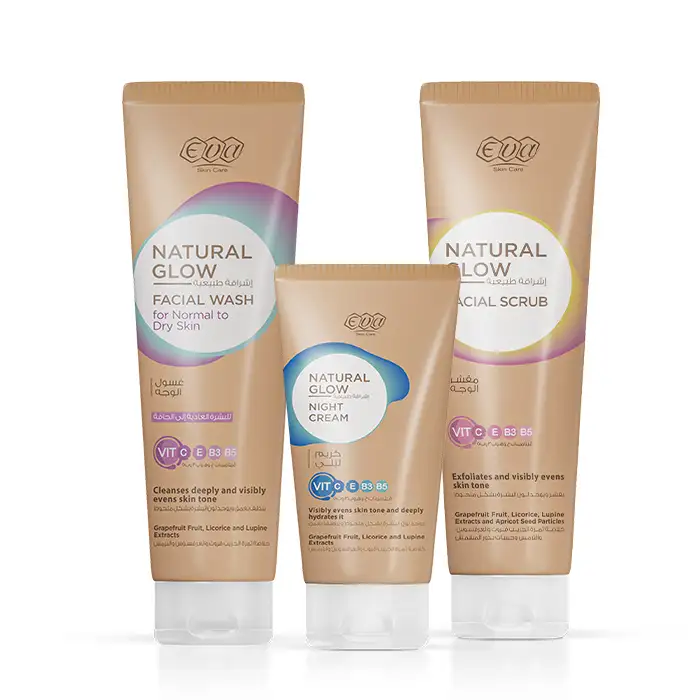 Eva
Skin Care
NATURAL
GLOW
إشراقة طبيعية
FACIAL WASH
for Normal to
Dry Skin
غسول
الوجه
للبشرة العادية إلى الجافة
VIT C E B3 B5
Cleanses deeply and visibly
evens skin tone
Grapefruit Fruit, Licorice and Lupine
Extracts
Eva
Skin Care
NATURAL
GLOW
إشراقة طبيعية
NIGHT
CREAM
كريم
ليلي
VIT C E B3 B5
Visibly evens skin tone and deeply
hydrates it
Grapefruit Fruit, Licorice and Lupine
Extracts
Eva
Skin Care
NATURAL
LOW
إشراقة طبيعية
ACIAL SCRUB
مقشر
الوجه
VIT C E B3 B5
Exfoliates and visibly evens
skin tone
Grapefruit Fruit, Licorice, Lupine
Extracts and Apricot Seed Particles